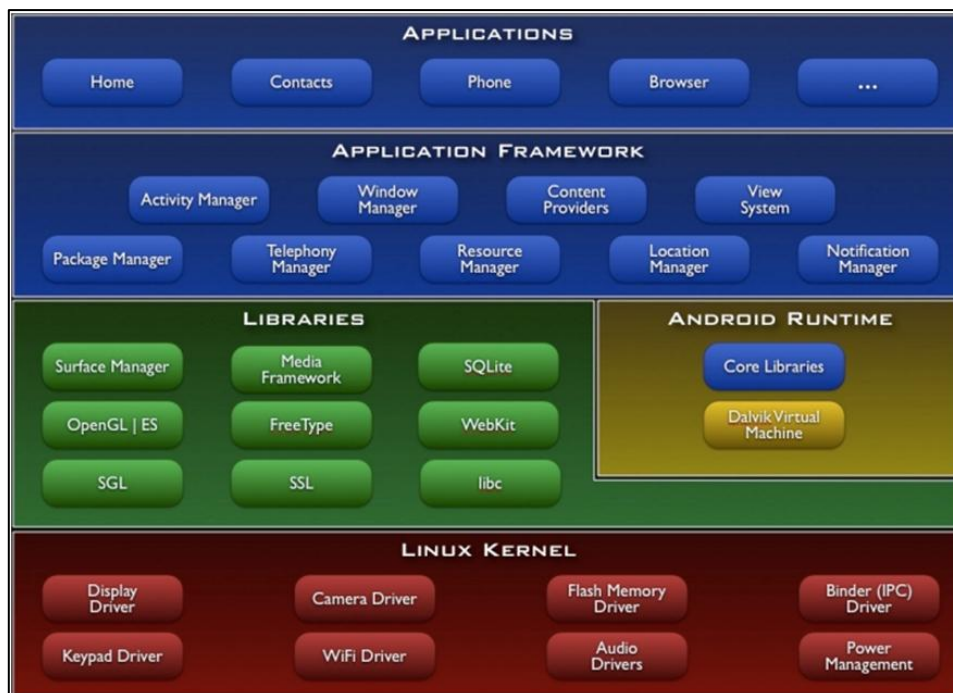 APPLICATIONS
Home Contacts Phone Browser ...
APPLICATION FRAMEWORK
Activity Manager Window Manager Content Providers View System
Package Manager Telephony Manager Resource Manager Location Manager Notification Manager
LIBRARIES
Surface Manager Media Framework SQLite
OpenGL | ES FreeType WebKit
SGL SSL libc
ANDROID RUNTIME
Core Libraries
Dalvik Virtual Machine
LINUX KERNEL
Display Driver Camera Driver Flash Memory Driver Binder (IPC) Driver
Keypad Driver WiFi Driver Audio Drivers Power Management